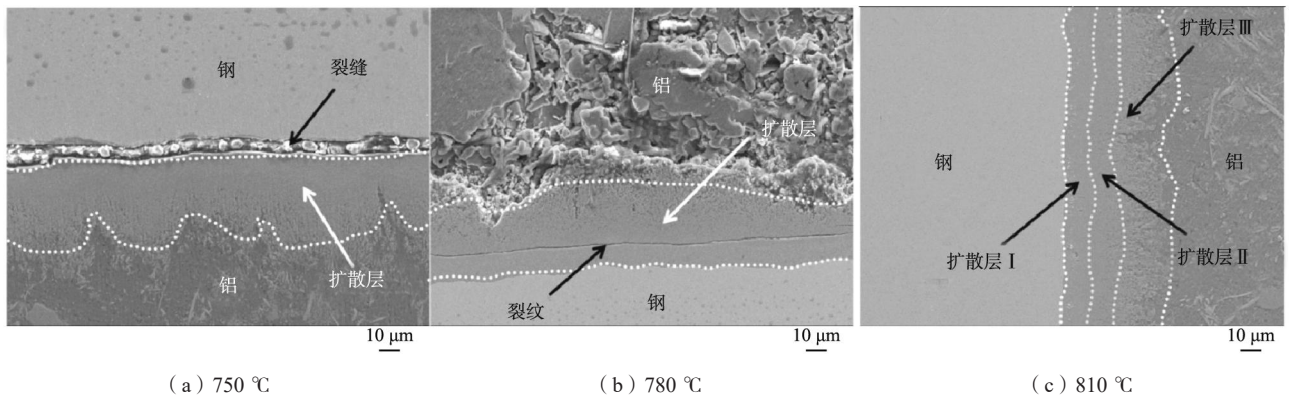 钢
裂缝
扩散层
铝
铝
扩散层
裂纹
钢
扩散层Ⅲ
钢
铝
扩散层Ⅰ
扩散层Ⅱ
10 μm
10 μm
10 μm
（a）750 ℃
（b）780 ℃
（c）810 ℃